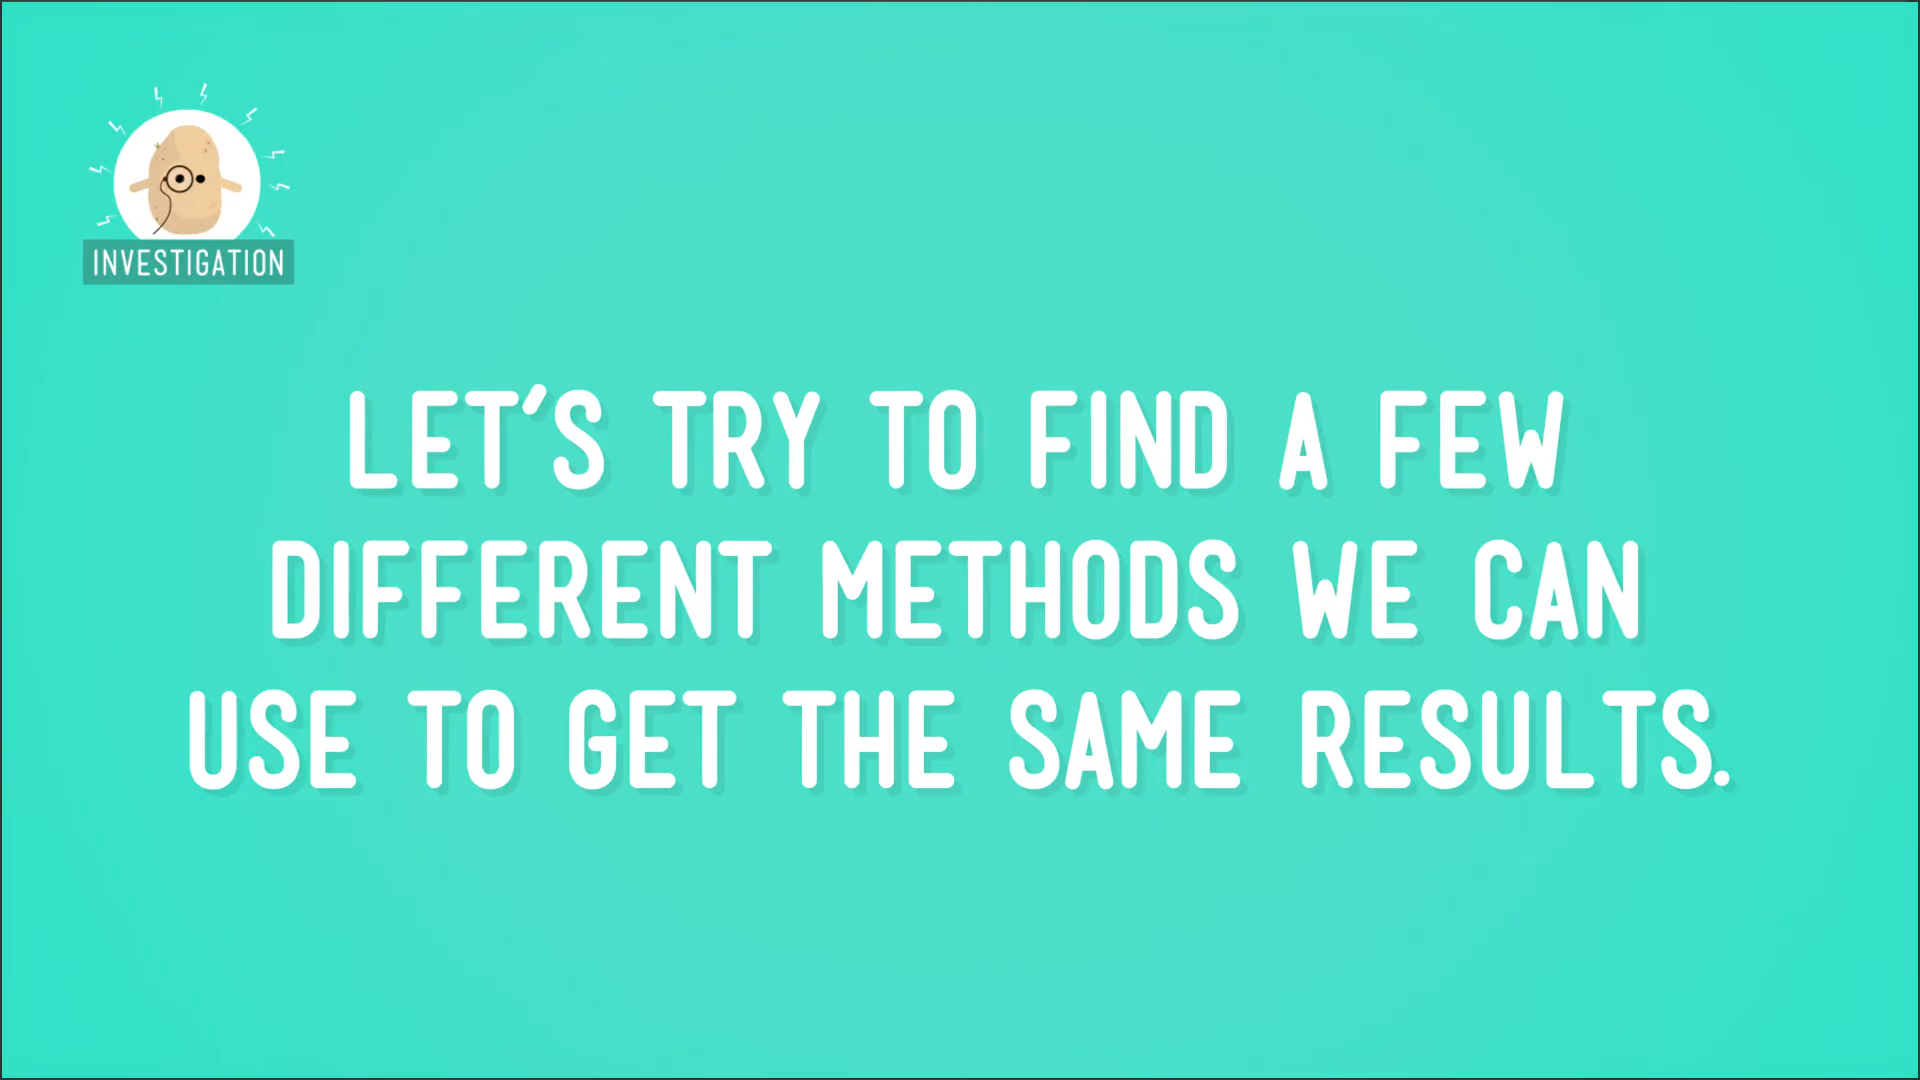 INVESTIGATION
LET'S TRY TO FIND A FEW
DIFFERENT METHODS WE CAN
USE TO GET THE SAME RESULTS.